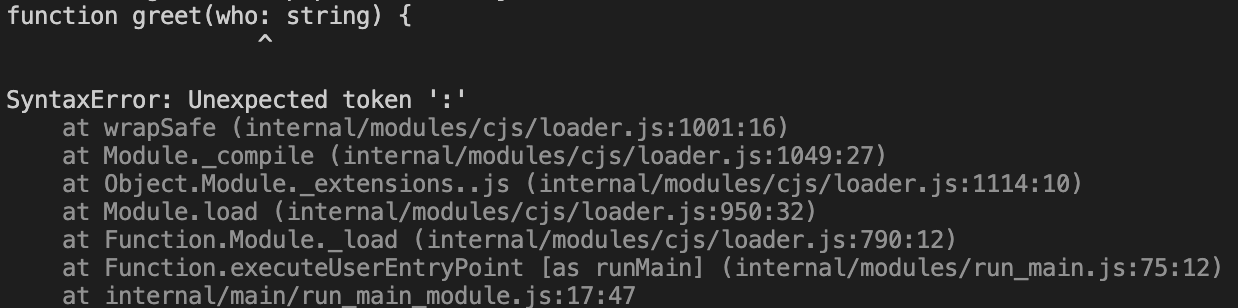 function greet(who: string) {
^
SyntaxError: Unexpected token ':'
at wrapSafe (internal/modules/cjs/loader.js:1001:16)
at Module._compile (internal/modules/cjs/loader.js:1049:27)
at Object.Module._extensions..js (internal/modules/cjs/loader.js:1114:10)
at Module.load (internal/modules/cjs/loader.js:950:32)
at Function.Module._load (internal/modules/cjs/loader.js:790:12)
at Function.executeUserEntryPoint [as runMain] (internal/modules/run_main.js:75:12)
at internal/main/run_main_module.js:17:47